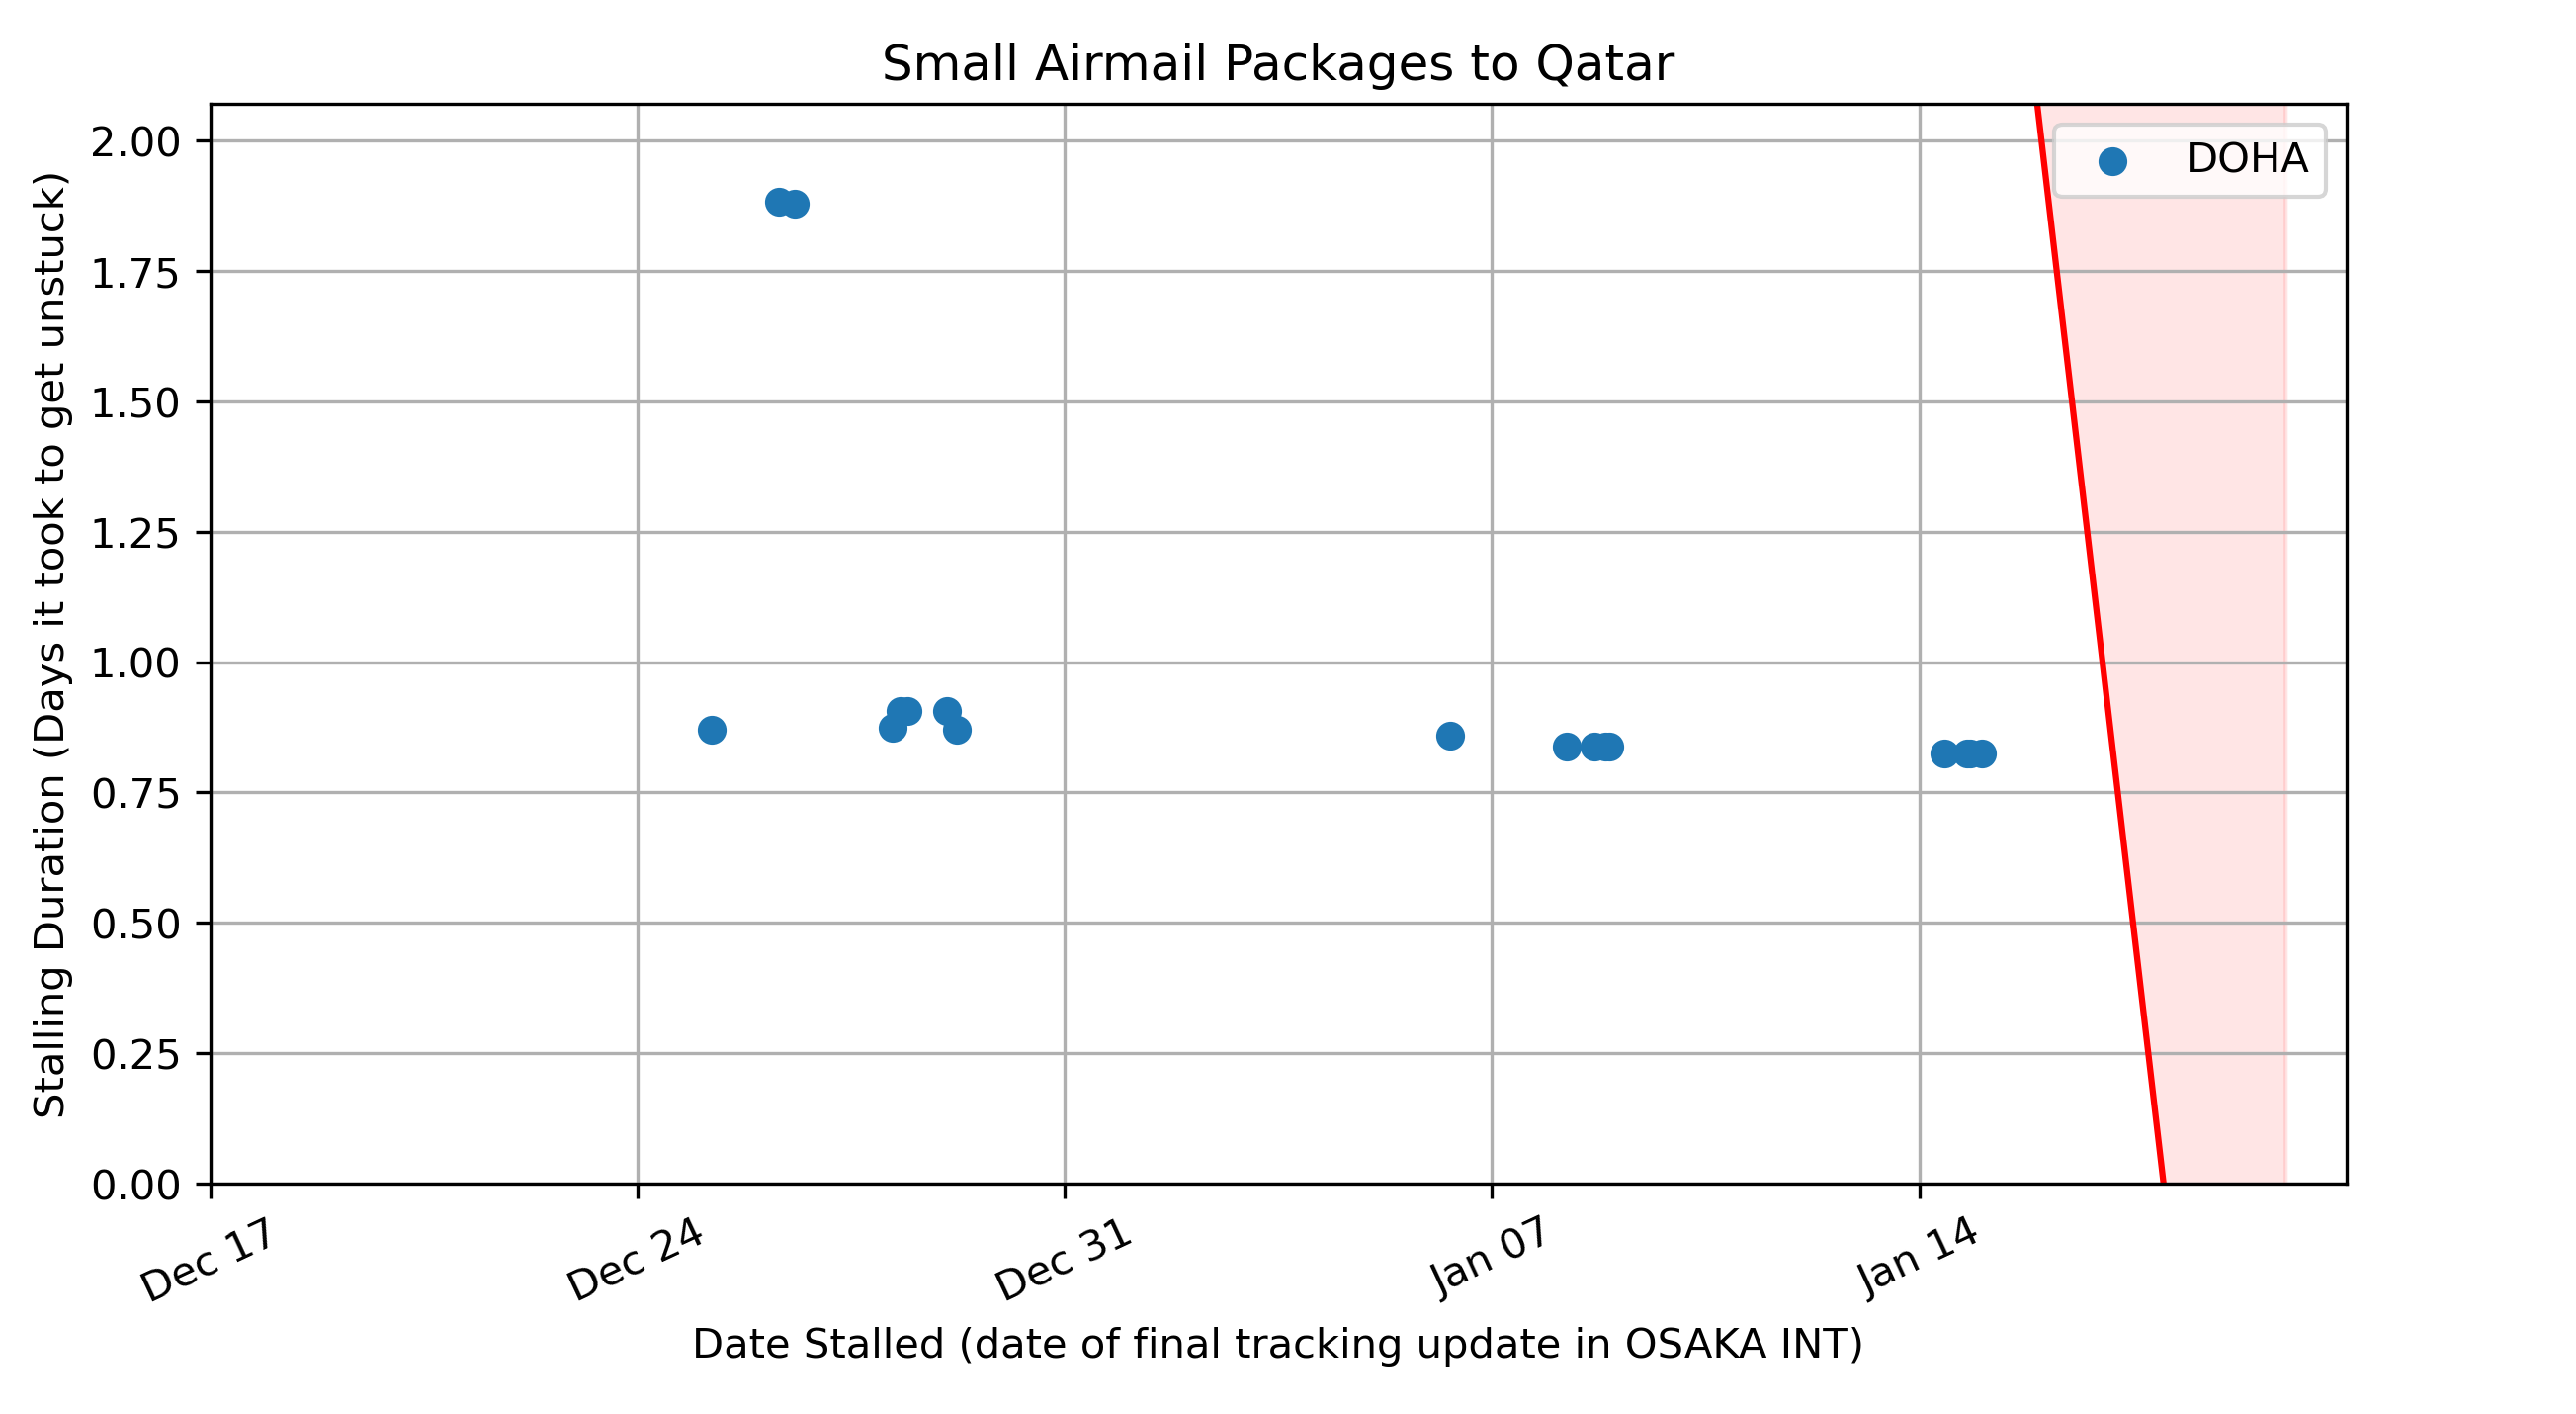 Small Airmail Packages to Qatar
DOHA
Stalling Duration (Days it took to get unstuck)
2.00
1.75
1.50
1.25
1.00
0.75
0.50
0.25
0.00
Dec 17
Dec 24
Dec 31
Jan 07
Jan 14
Date Stalled (date of final tracking update in OSAKA INT)